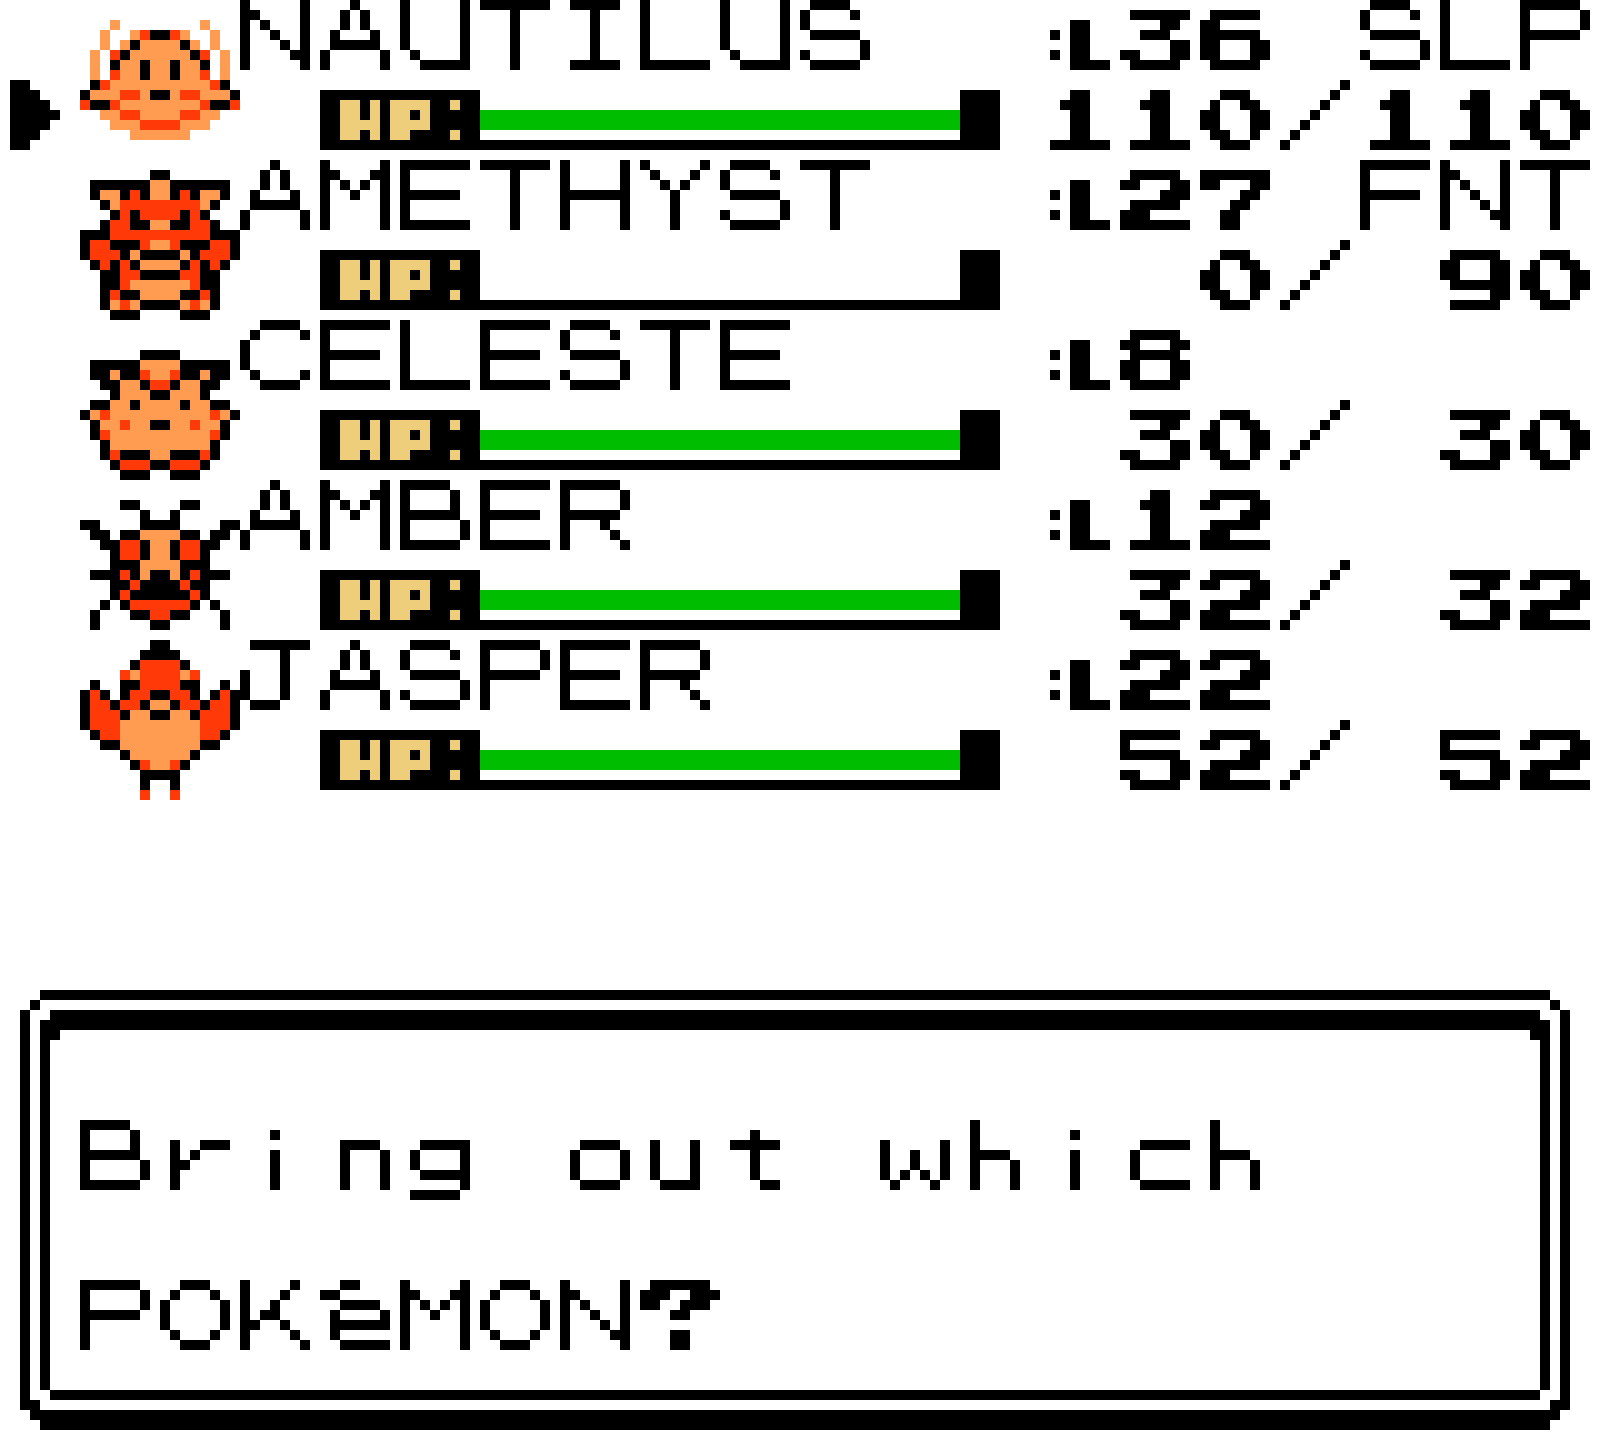 NAUTILUS :L36 SLP
HP: 110/110
AMETHYST :L27 FNT
HP: 0/ 90
CELESTE :L8
HP: 30/ 30
AMBER :L12
HP: 32/ 32
JASPER :L22
HP: 52/ 52
Bring out which
POKéMON?